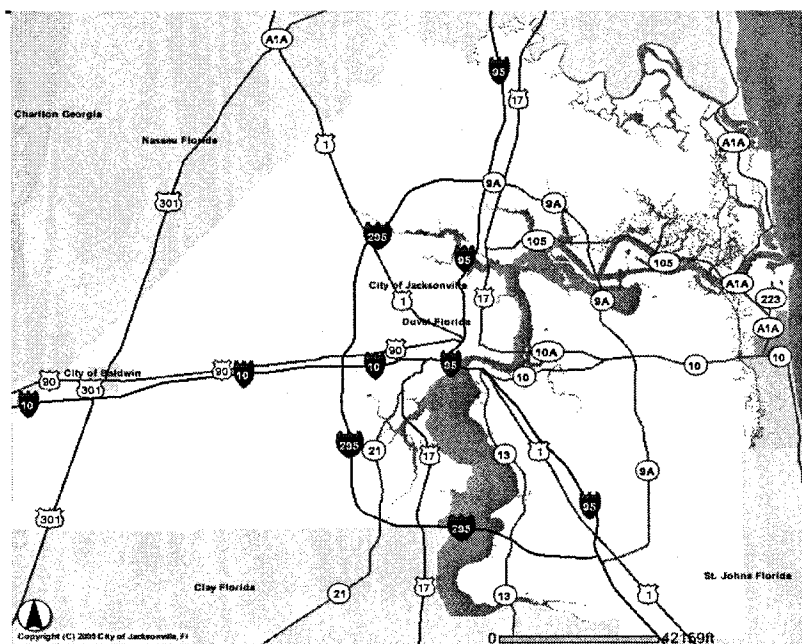 A1A
95
17
Charlton Georgia
Nassau Florida
1
A1A
9A
9A
301
295
105
95
105
City of Jacksonville
A1A
223
1
17
9A
Duval Florida
A1A
90
10A
City of Baldwin
90
90
10
10
95
10
10
10
301
10
295
21
17
13
1
9A
95
301
295
St. Johns Florida
Clay Florida
21
17
13
1
Copyright (C) 2000 City of Jacksonville, Fl
0
42159ft